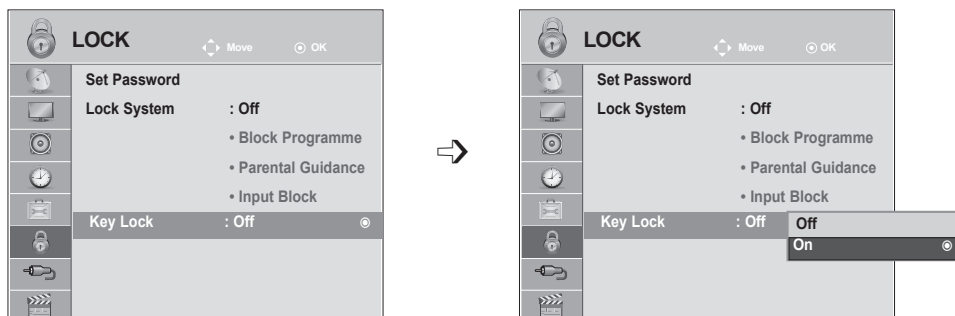 LOCK
Move OK
Set Password
Lock System : Off
• Block Programme
• Parental Guidance
• Input Block
Key Lock : Off
LOCK
Move OK
Set Password
Lock System : Off
• Block Programme
• Parental Guidance
• Input Block
Key Lock : Off
Off
On